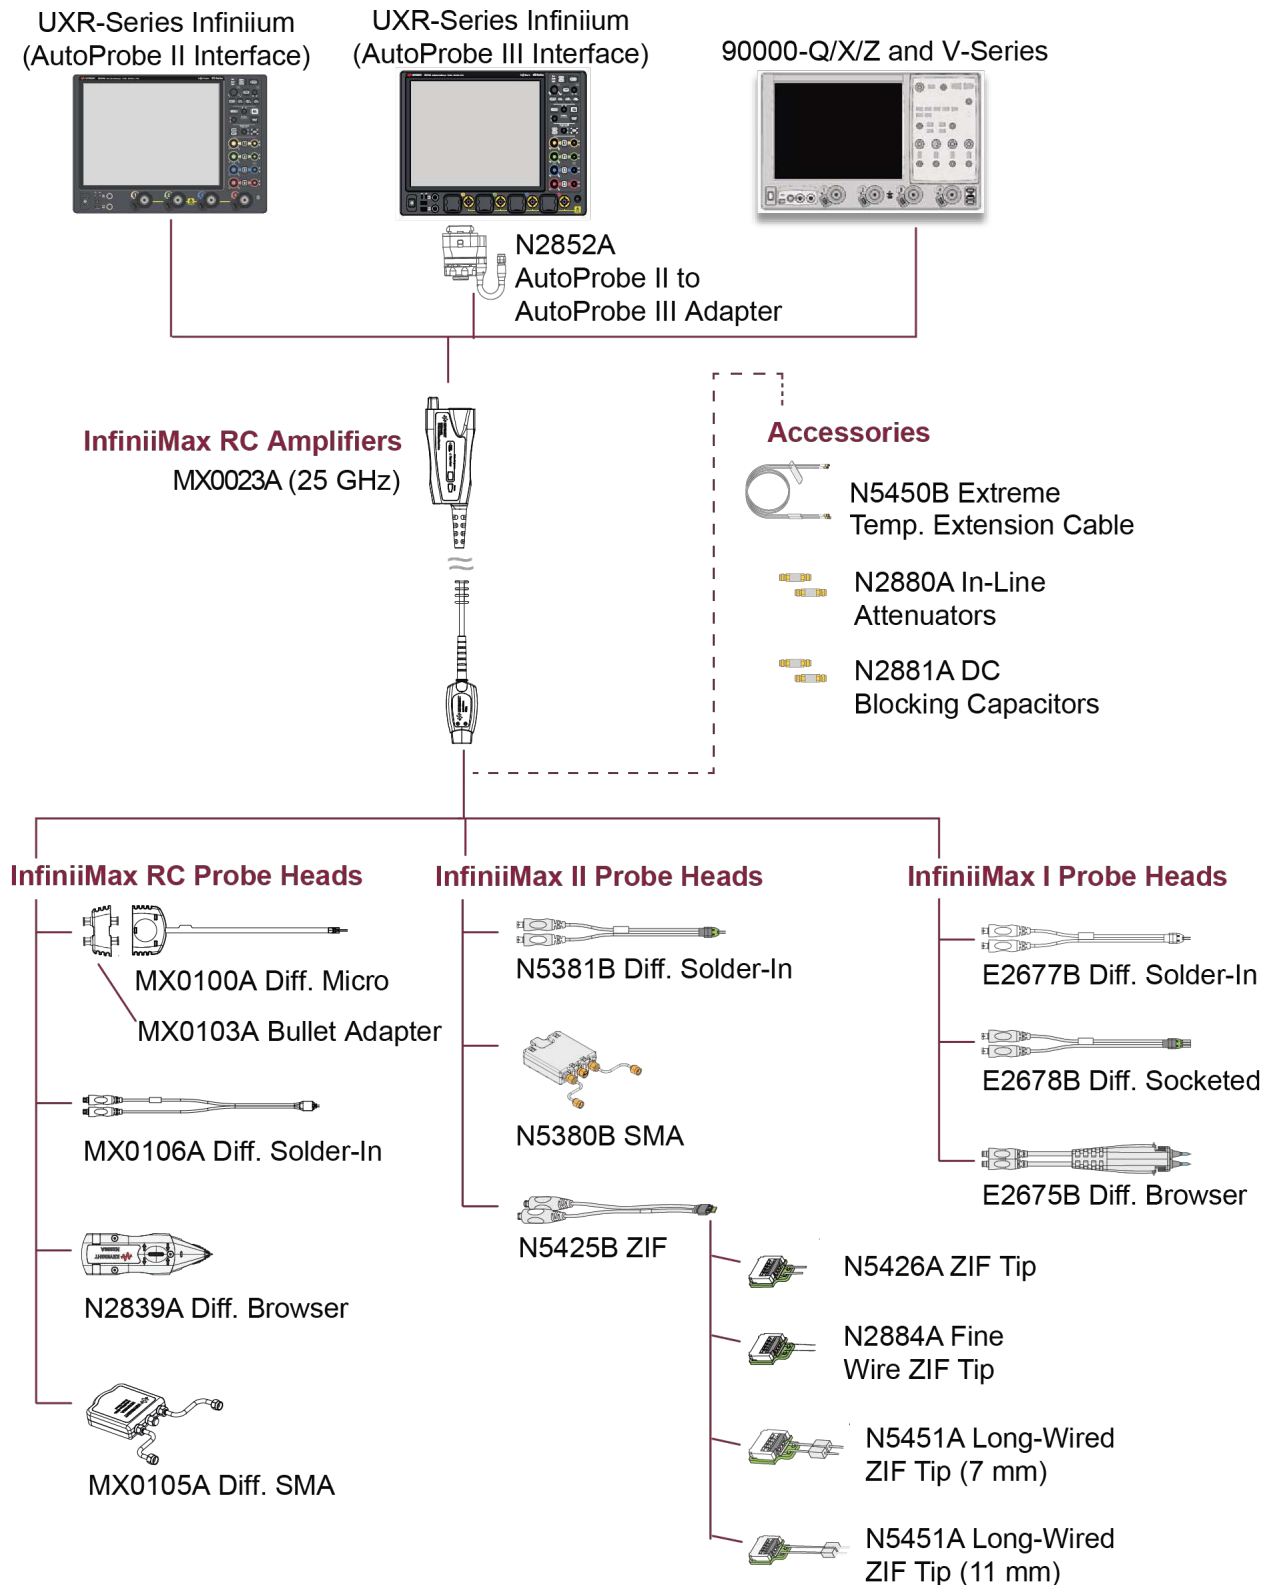 UXR-Series Infiniium
(AutoProbe II Interface)
UXR-Series Infiniium
(AutoProbe III Interface)
90000-Q/X/Z and V-Series
N2852A
AutoProbe II to
AutoProbe III Adapter
InfiniiMax RC Amplifiers
MX0023A (25 GHz)
Accessories
N5450B Extreme
Temp. Extension Cable
N2880A In-Line
Attenuators
N2881A DC
Blocking Capacitors
InfiniiMax RC Probe Heads
MX0100A Diff. Micro
MX0103A Bullet Adapter
MX0106A Diff. Solder-In
KEYSIGHT
N2839A Diff. Browser
MX0105A Diff. SMA
InfiniiMax II Probe Heads
N5381B Diff. Solder-In
N5380B SMA
N5425B ZIF
N5426A ZIF Tip
N2884A Fine
Wire ZIF Tip
N5451A Long-Wired
ZIF Tip (7 mm)
N5451A Long-Wired
ZIF Tip (11 mm)
InfiniiMax I Probe Heads
E2677B Diff. Solder-In
E2678B Diff. Socketed
E2675B Diff. Browser